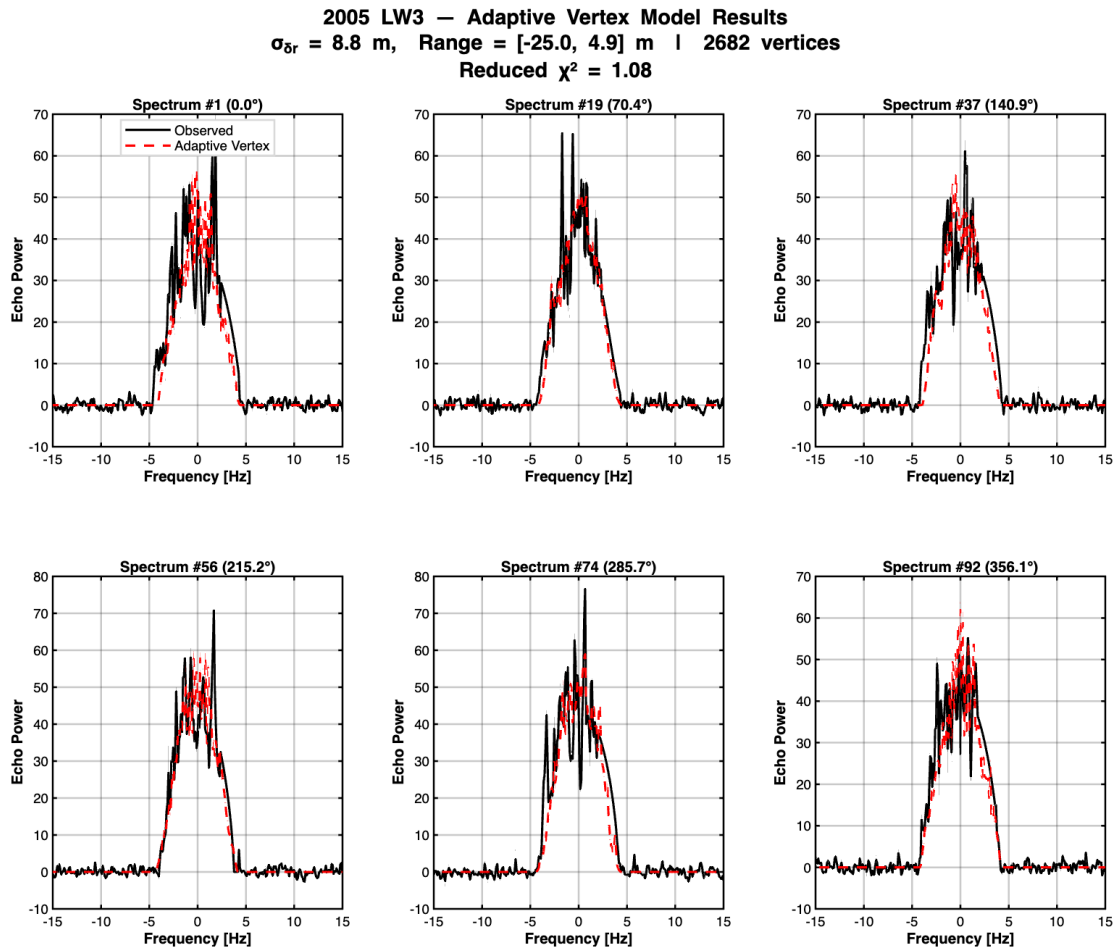 2005 LW3 — Adaptive Vertex Model Results
σδr = 8.8 m, Range = [-25.0, 4.9] m | 2682 vertices
Reduced χ² = 1.08
Spectrum #1 (0.0°)
70
60
50
40
30
20
10
0
-10
Echo Power
Observed
Adaptive Vertex
-15 -10 -5 0 5 10 15
Frequency [Hz]
Spectrum #19 (70.4°)
70
60
50
40
30
20
10
0
-10
Echo Power
-15 -10 -5 0 5 10 15
Frequency [Hz]
Spectrum #37 (140.9°)
70
60
50
40
30
20
10
0
-10
Echo Power
-15 -10 -5 0 5 10 15
Frequency [Hz]
Spectrum #56 (215.2°)
80
70
60
50
40
30
20
10
0
-10
Echo Power
-15 -10 -5 0 5 10 15
Frequency [Hz]
Spectrum #74 (285.7°)
80
70
60
50
40
30
20
10
0
-10
Echo Power
-15 -10 -5 0 5 10 15
Frequency [Hz]
Spectrum #92 (356.1°)
70
60
50
40
30
20
10
0
-10
Echo Power
-15 -10 -5 0 5 10 15
Frequency [Hz]